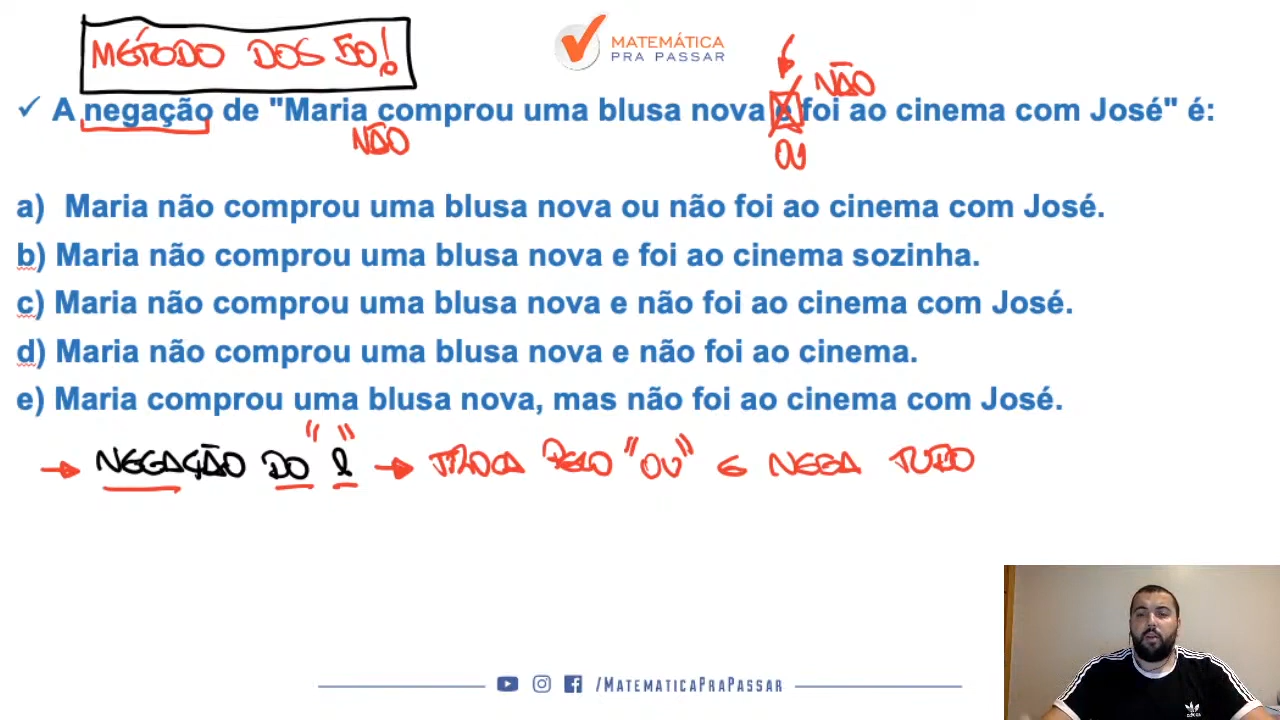 MÉTODO DOS 50!
MATEMÁTICA
PRA PASSAR
NÃO
✓ A negação de "Maria comprou uma blusa nova e foi ao cinema com José" é:
NÃO
OU
a) Maria não comprou uma blusa nova ou não foi ao cinema com José.
b) Maria não comprou uma blusa nova e foi ao cinema sozinha.
c) Maria não comprou uma blusa nova e não foi ao cinema com José.
d) Maria não comprou uma blusa nova e não foi ao cinema.
e) Maria comprou uma blusa nova, mas não foi ao cinema com José.
→ NEGAÇÃO DO "e" → TROCA PELO "OU" E NEGA TUDO
/MATEMATICAPRAPASSAR
adidas